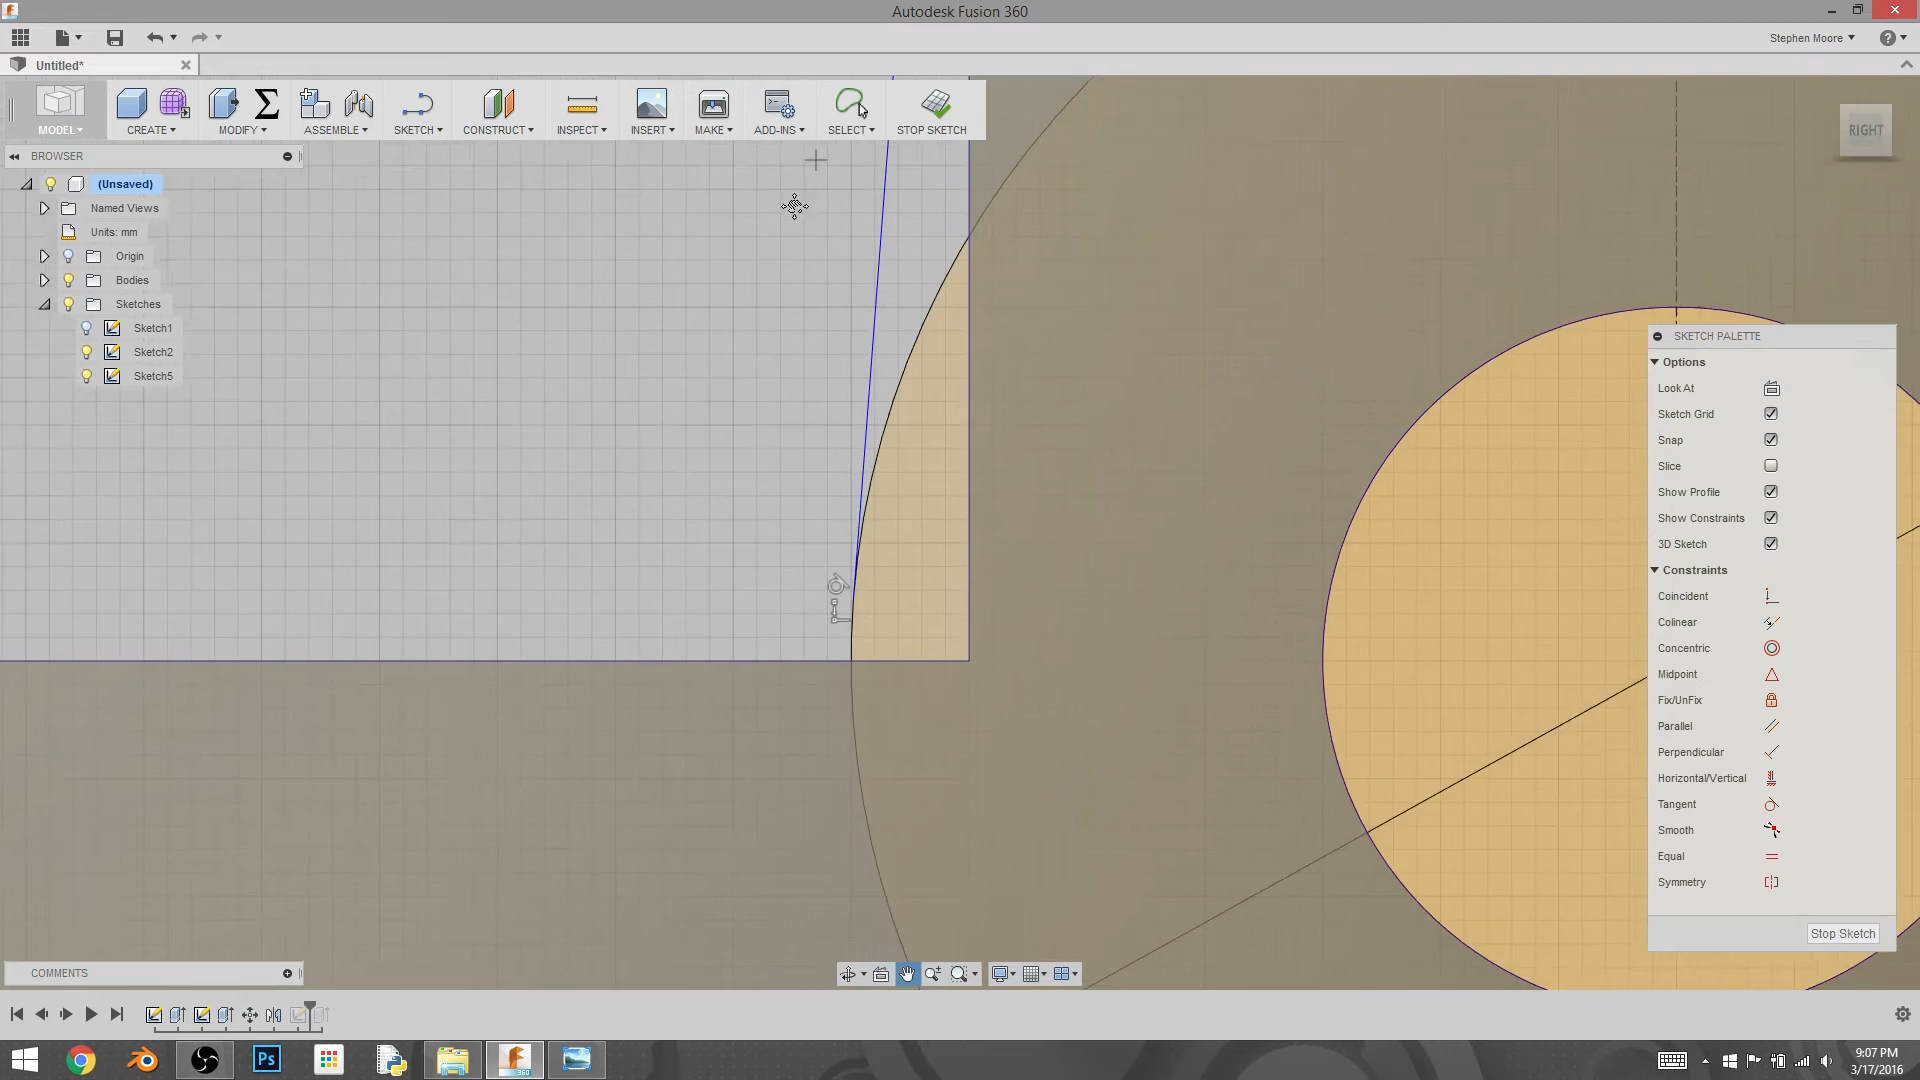 Autodesk Fusion 360
Stephen Moore
Untitled*
MODEL
CREATE
MODIFY
ASSEMBLE
SKETCH
CONSTRUCT
INSPECT
INSERT
MAKE
ADD-INS
SELECT
STOP SKETCH
RIGHT
BROWSER
(Unsaved)
Named Views
Units: mm
Origin
Bodies
Sketches
Sketch1
Sketch2
Sketch5
SKETCH PALETTE
Options
Look At
Sketch Grid
Snap
Slice
Show Profile
Show Constraints
3D Sketch
Constraints
Coincident
Colinear
Concentric
Midpoint
Fix/UnFix
Parallel
Perpendicular
Horizontal/Vertical
Tangent
Smooth
Equal
Symmetry
Stop Sketch
COMMENTS
Ps
360
9:07 PM
3/17/2016